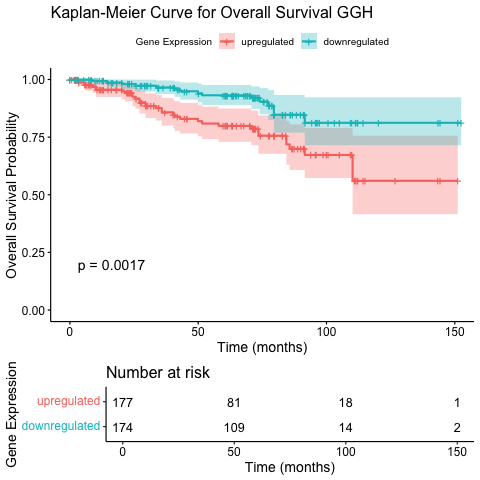 Kaplan-Meier Curve for Overall Survival GGH
Gene Expression upregulated downregulated
Overall Survival Probability
1.00
0.75
0.50
0.25
0.00
p = 0.0017
0 50 100 150
Time (months)
Number at risk
Gene Expression
upregulated 177 81 18 1
downregulated 174 109 14 2
0 50 100 150
Time (months)